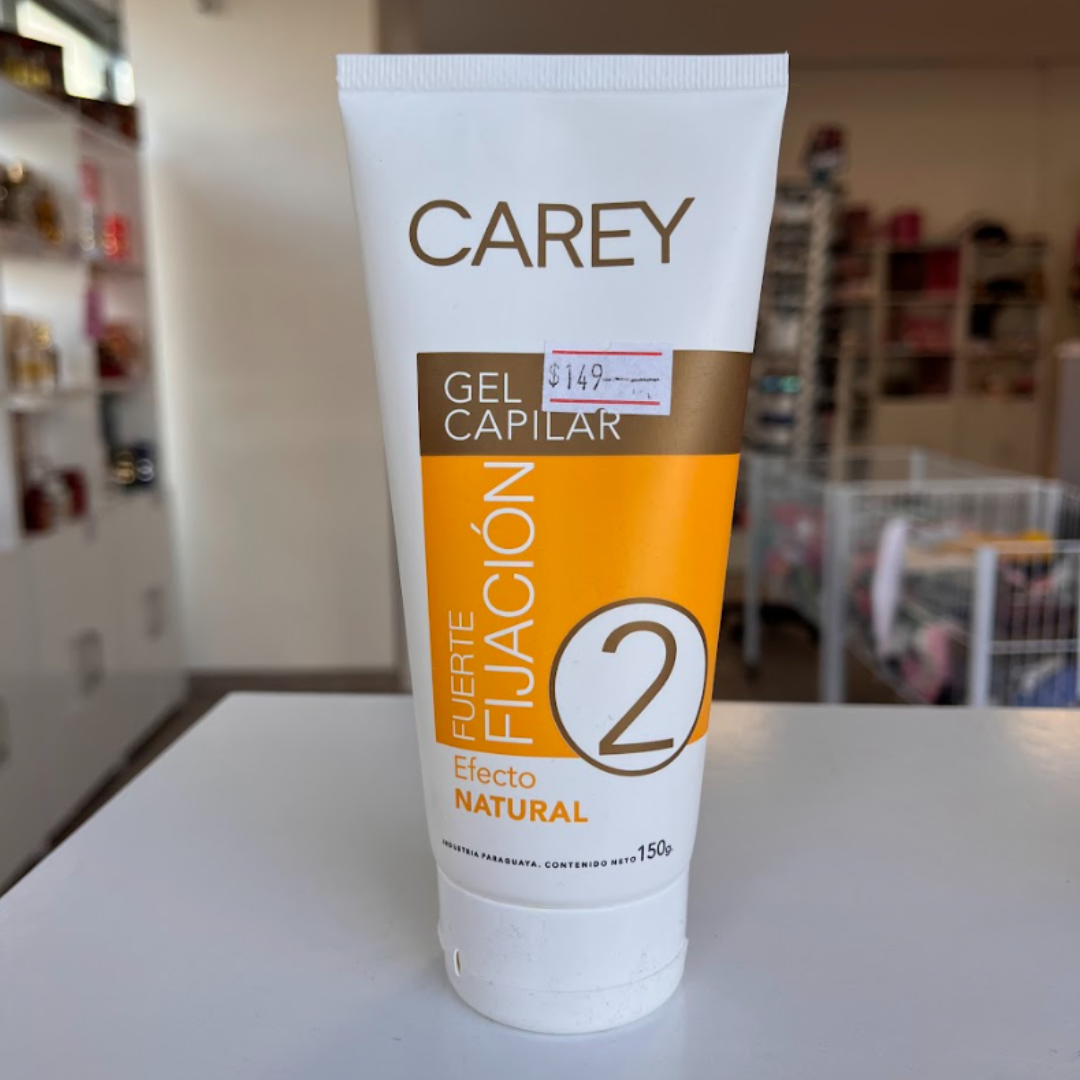 CAREY
$149
GEL
CAPILAR
FUERTE
FIJACIÓN
2
Efecto
NATURAL
INDUSTRIA PARAGUAYA. CONTENIDO NETO 150g.